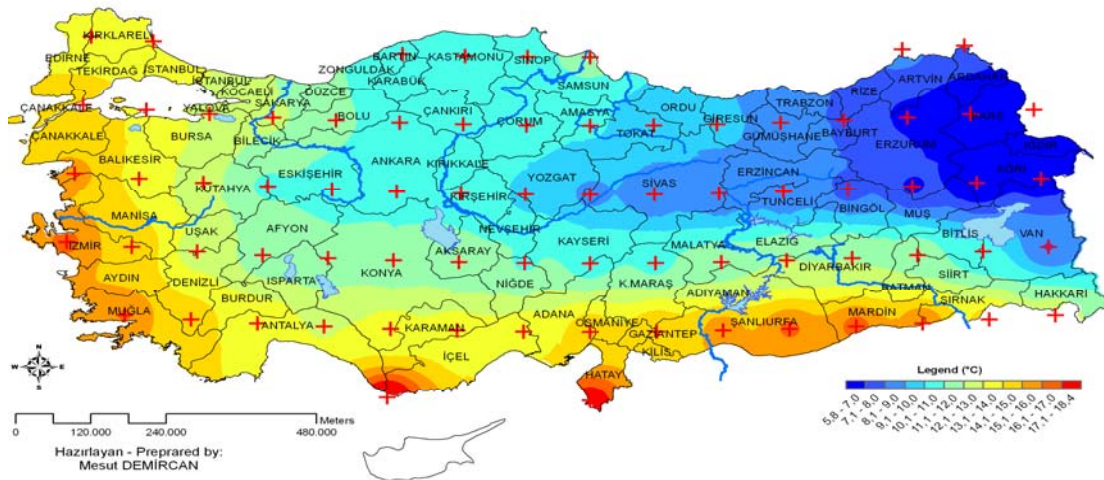 KIRKLARELİ
EDİRNE
TEKİRDAĞ
İSTANBUL
İSTANBUL
KOCAELİ
YALOVA
SAKARYA
DÜZCE
ZONGULDAK
BARTIN
KARABÜK
KASTAMONU
SİNOP
SAMSUN
ORDU
GİRESUN
TRABZON
RİZE
ARTVİN
ARDAHAN
KARS
IĞDIR
AĞRI
ÇANAKKALE
ÇANAKKALE
BALIKESİR
BURSA
BİLECİK
BOLU
ÇANKIRI
ÇORUM
AMASYA
TOKAT
GÜMÜŞHANE
BAYBURT
ERZURUM
KÜTAHYA
ESKİŞEHİR
ANKARA
KIRIKKALE
KIRŞEHİR
YOZGAT
SİVAS
ERZİNCAN
TUNCELİ
BİNGÖL
MUŞ
MANİSA
İZMİR
UŞAK
AFYON
NEVŞEHİR
AKSARAY
KAYSERİ
MALATYA
ELAZIĞ
DİYARBAKIR
BİTLİS
VAN
AYDIN
DENİZLİ
ISPARTA
KONYA
NİĞDE
K.MARAŞ
ADIYAMAN
BATMAN
SİİRT
ŞIRNAK
HAKKARİ
MUĞLA
BURDUR
ANTALYA
KARAMAN
İÇEL
ADANA
OSMANİYE
GAZİANTEP
KİLİS
HATAY
ŞANLIURFA
MARDİN
N
W E
S
Meters
0 120.000 240.000 480.000
Hazırlayan - Preprared by:
Mesut DEMİRCAN
Legend (°C)
5,8 - 7,0
7,1 - 8,0
8,1 - 9,0
9,1 - 10,0
10,1 - 11,0
11,1 - 12,0
12,1 - 13,0
13,1 - 14,0
14,1 - 15,0
15,1 - 16,0
16,1 - 17,0
17,1 - 18,4